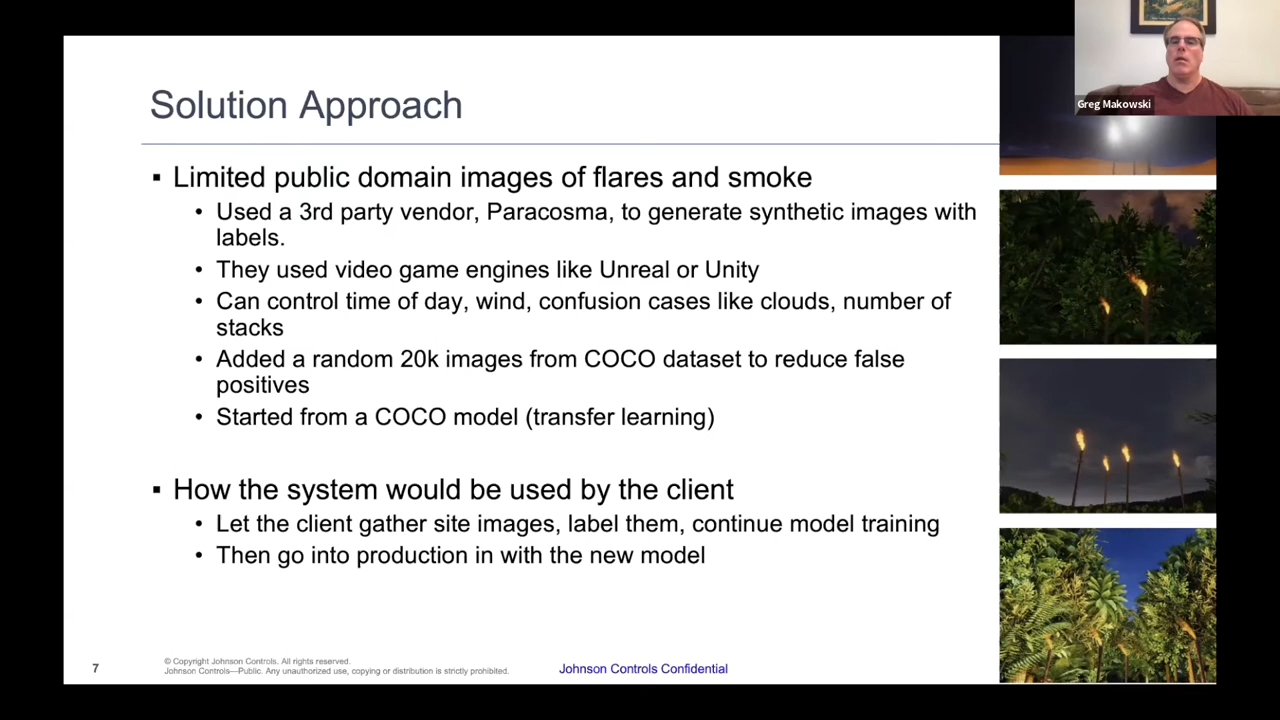 Solution Approach
▪ Limited public domain images of flares and smoke
• Used a 3rd party vendor, Paracosma, to generate synthetic images with
labels.
• They used video game engines like Unreal or Unity
• Can control time of day, wind, confusion cases like clouds, number of
stacks
• Added a random 20k images from COCO dataset to reduce false
positives
• Started from a COCO model (transfer learning)
▪ How the system would be used by the client
• Let the client gather site images, label them, continue model training
• Then go into production in with the new model
7
© Copyright Johnson Controls. All rights reserved.
Johnson Controls—Public. Any unauthorized use, copying or distribution is strictly prohibited.
Johnson Controls Confidential
Greg Makowski